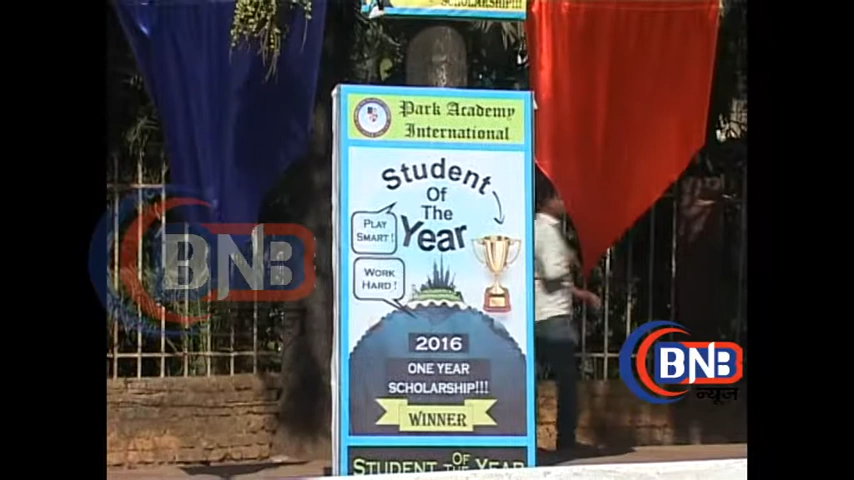 SCHOLARSHIP!!!
Park Academy
International
Student
Of
The
Year
PLAY
SMART!
WORK
HARD!
2016
ONE YEAR
SCHOLARSHIP!!!
WINNER
STUDENT OF THE YEAR
BNB
BNB
न्यूज